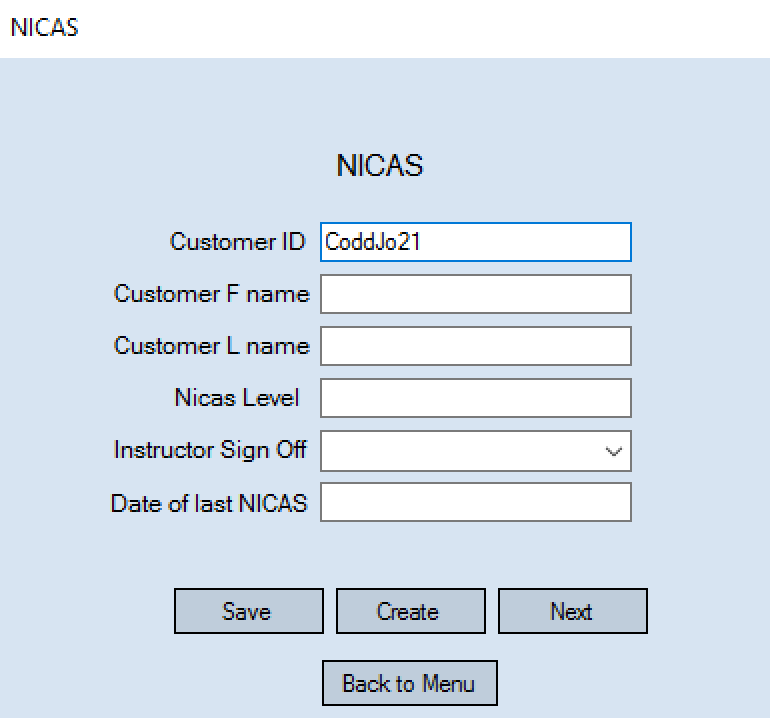 NICAS
NICAS
Customer ID CoddJo21
Customer F name
Customer L name
Nicas Level
Instructor Sign Off
Date of last NICAS
Save Create Next
Back to Menu